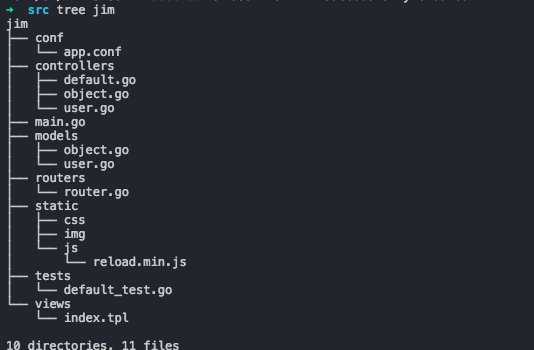 ➜ src tree jim
jim
├── conf
│   └── app.conf
├── controllers
│   ├── default.go
│   ├── object.go
│   └── user.go
├── main.go
├── models
│   ├── object.go
│   └── user.go
├── routers
│   └── router.go
├── static
│   ├── css
│   ├── img
│   └── js
│       └── reload.min.js
├── tests
│   └── default_test.go
└── views
    └── index.tpl
10 directories, 11 files